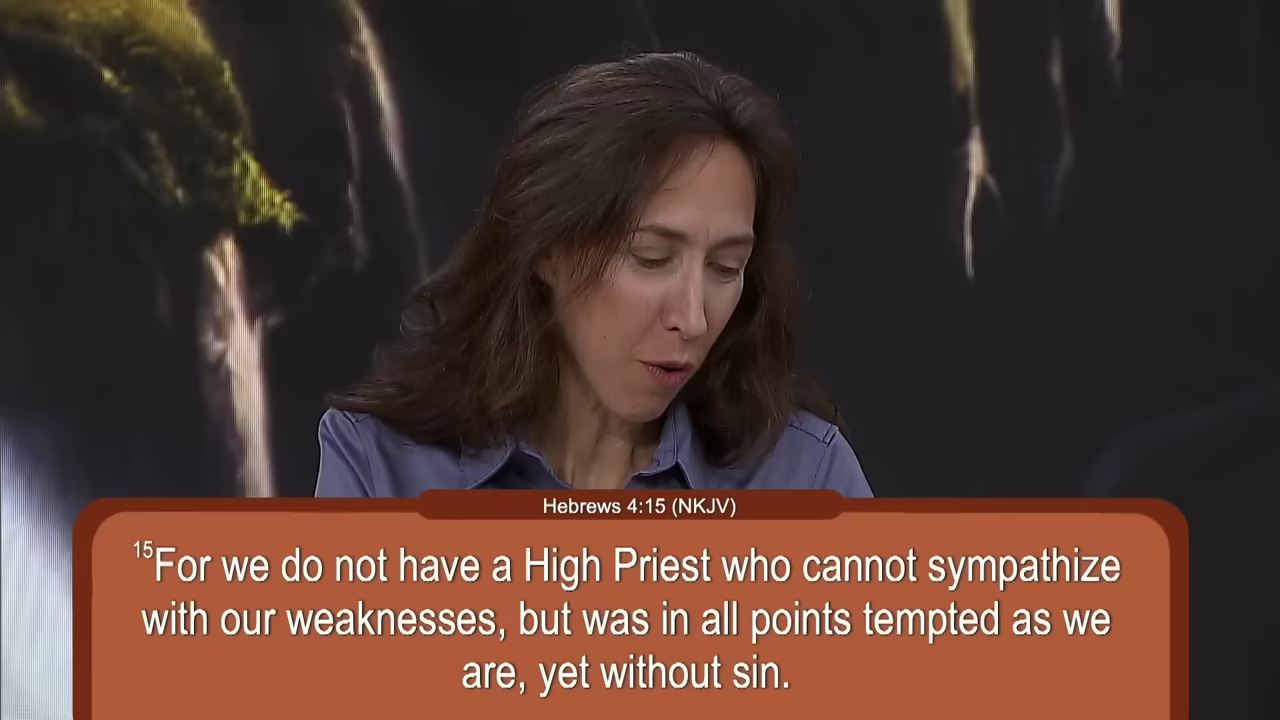 Hebrews 4:15 (NKJV)
15For we do not have a High Priest who cannot sympathize
with our weaknesses, but was in all points tempted as we
are, yet without sin.